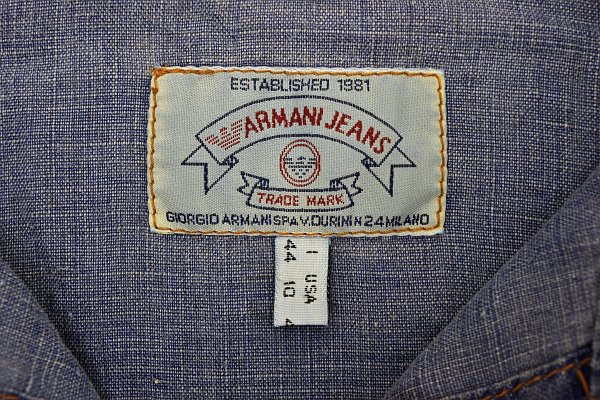 ESTABLISHED 1981
ARMANI JEANS
TRADE MARK
GIORGIO ARMANI SPA V. DURINI N 24 MILANO
I USA
44 10